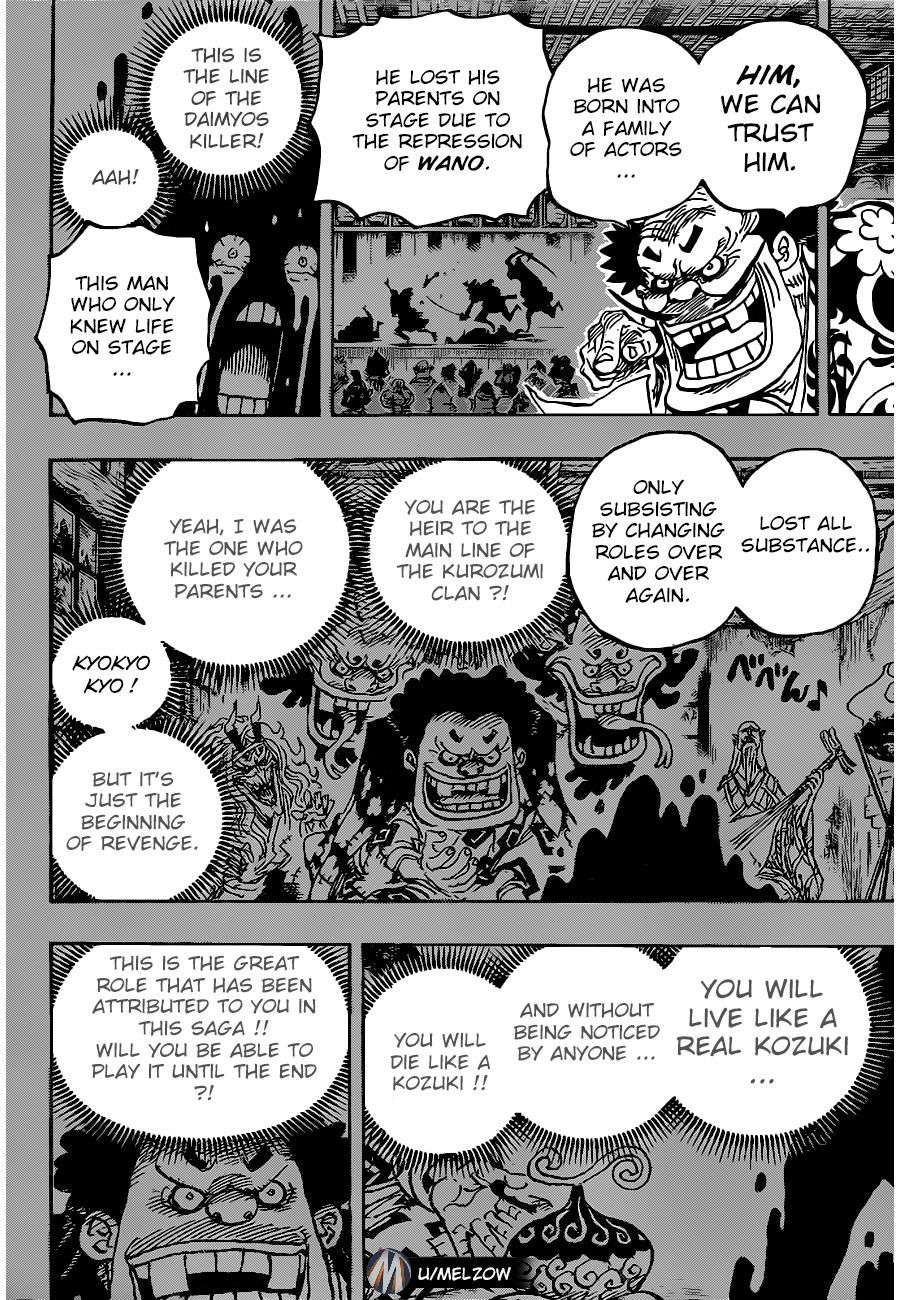 HIM,
WE CAN
TRUST
HIM.
HE WAS
BORN INTO
A FAMILY
OF ACTORS
...
HE LOST HIS
PARENTS ON
STAGE DUE TO
THE REPRESSION
OF WANO.
THIS IS
THE LINE
OF THE
DAIMYOS
KILLER!
AAH!
THIS MAN
WHO ONLY
KNEW LIFE
ON STAGE
...
LOST ALL
SUBSTANCE..
ONLY
SUBSISTING
BY CHANGING
ROLES OVER
AND OVER
AGAIN.
べべん♪
YOU ARE THE
HEIR TO THE
MAIN LINE OF
THE KUROZUMI
CLAN ?!
YEAH, I WAS
THE ONE WHO
KILLED YOUR
PARENTS ...
KYOKYO
KYO !
BUT IT'S
JUST THE
BEGINNING
OF REVENGE.
YOU WILL
LIVE LIKE A
REAL KOZUKI
...
AND WITHOUT
BEING NOTICED
BY ANYONE ...
YOU WILL
DIE LIKE A
KOZUKI !!
THIS IS THE GREAT
ROLE THAT HAS BEEN
ATTRIBUTED TO YOU IN
THIS SAGA !!
WILL YOU BE ABLE TO
PLAY IT UNTIL THE END
?!
U/MELZOW